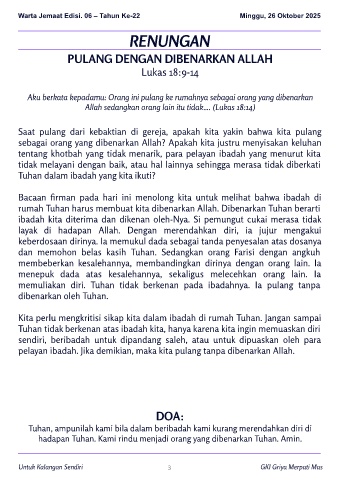 Warta Jemaat Edisi. 06 – Tahun Ke-22 Minggu, 26 Oktober 2025
RENUNGAN
PULANG DENGAN DIBENARKAN ALLAH
Lukas 18:9-14
Aku berkata kepadamu: Orang ini pulang ke rumahnya sebagai orang yang dibenarkan
Allah sedangkan orang lain itu tidak.... (Lukas 18:14)
Saat pulang dari kebaktian di gereja, apakah kita yakin bahwa kita pulang
sebagai orang yang dibenarkan Allah? Apakah kita justru menyisakan keluhan
tentang khotbah yang tidak menarik, para pelayan ibadah yang menurut kita
tidak melayani dengan baik, atau hal lainnya sehingga merasa tidak diberkati
Tuhan dalam ibadah yang kita ikuti?
Bacaan firman pada hari ini menolong kita untuk melihat bahwa ibadah di
rumah Tuhan harus membuat kita dibenarkan Allah. Dibenarkan Tuhan berarti
ibadah kita diterima dan dikenan oleh-Nya. Si pemungut cukai merasa tidak
layak di hadapan Allah. Dengan merendahkan diri, ia jujur mengakui
keberdosaan dirinya. Ia memukul dada sebagai tanda penyesalan atas dosanya
dan memohon belas kasih Tuhan. Sedangkan orang Farisi dengan angkuh
membeberkan kesalehannya, membandingkan dirinya dengan orang lain. Ia
menepuk dada atas kesalehannya, sekaligus melecehkan orang lain. Ia
memuliakan diri. Tuhan tidak berkenan pada ibadahnya. Ia pulang tanpa
dibenarkan oleh Tuhan.
Kita perlu mengkritisi sikap kita dalam ibadah di rumah Tuhan. Jangan sampai
Tuhan tidak berkenan atas ibadah kita, hanya karena kita ingin memuaskan diri
sendiri, beribadah untuk dipandang saleh, atau untuk dipuaskan oleh para
pelayan ibadah. Jika demikian, maka kita pulang tanpa dibenarkan Allah.
DOA:
Tuhan, ampunilah kami bila dalam beribadah kami kurang merendahkan diri di
hadapan Tuhan. Kami rindu menjadi orang yang dibenarkan Tuhan. Amin.
Untuk Kalangan Sendiri 3 GKI Griya Merpati Mas